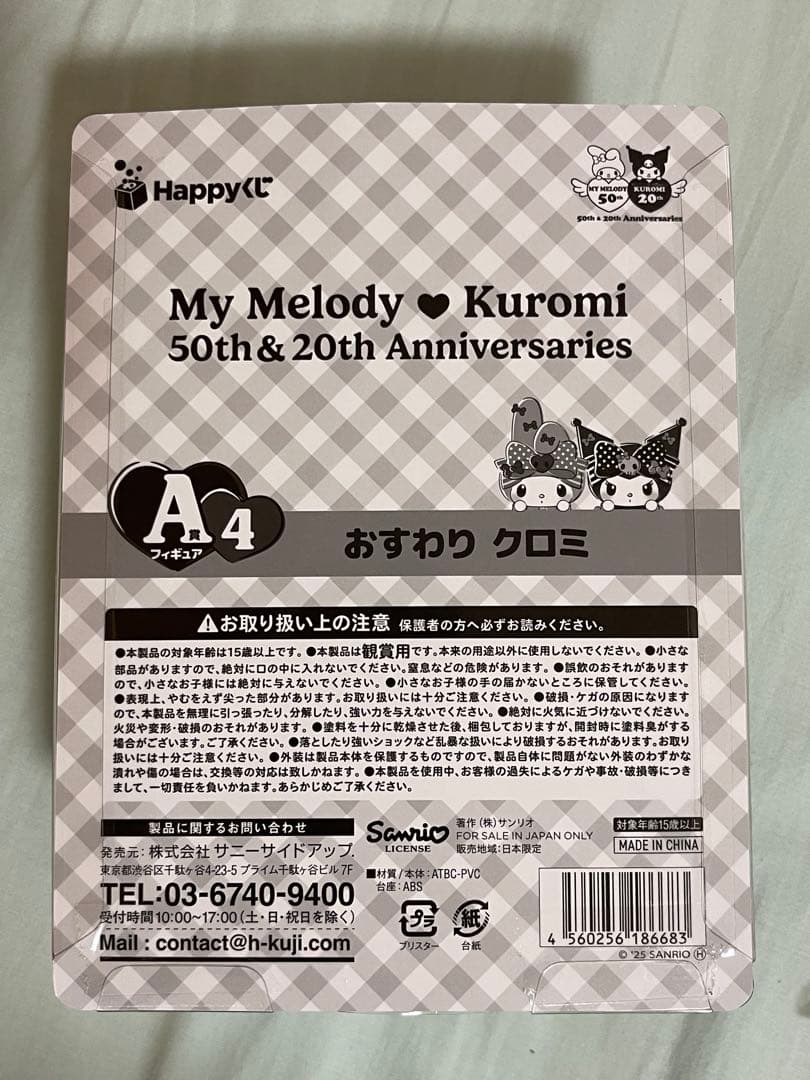 Happyくじ
MY MELODY 50th KUROMI 20th
50th & 20th Anniversaries
My Melody ♥ Kuromi
50th & 20th Anniversaries
A賞
フィギュア
4
おすわり クロミ
⚠お取り扱い上の注意 保護者の方へ必ずお読みください。
●本製品の対象年齢は15歳以上です。●本製品は観賞用です。本来の用途以外に使用しないでください。●小さな
部品がありますので、絶対に口の中に入れないでください。窒息などの危険があります。●誤飲のおそれがあります
ので、小さなお子様には絶対に与えないでください。●小さなお子様の手の届かないところに保管してください。
●表現上、やむをえず尖った部分があります。お取り扱いには十分ご注意ください。●破損・ケガの原因になります
ので、本製品を無理に引っ張ったり、分解したり、強い力を与えないでください。●絶対に火気に近づけないでください。
火災や変形・破損のおそれがあります。●塗料を十分に乾燥させた後、梱包しておりますが、開封時に塗料臭がする
場合がございます。ご了承ください。●落としたり強いショックなど乱暴な扱いにより破損するおそれがあります。お取り
扱いには十分ご注意ください。●外装は製品本体を保護するものですので、製品自体に問題がない外装のわずかな
潰れや傷の場合は、交換等の対応は致しかねます。●本製品を使用中、お客様の過失によるケガや事故・破損等につき
まして、一切責任を負いかねます。あらかじめご了承ください。
製品に関するお問い合わせ
発売元：株式会社 サニーサイドアップ.
東京都渋谷区千駄ヶ谷4-23-5 プライム千駄ヶ谷ビル 7F
TEL:03-6740-9400
受付時間10:00~17:00(土・日・祝日を除く)
Mail : contact@h-kuji.com
Sanrio
LICENSE
著作 (株)サンリオ
FOR SALE IN JAPAN ONLY
販売地域:日本限定
■材質/本体:ATBC-PVC
台座:ABS
プラ
ブリスター
紙
台紙
対象年齢15歳以上
MADE IN CHINA
4 560256 186683
© '25 SANRIO Ⓗ